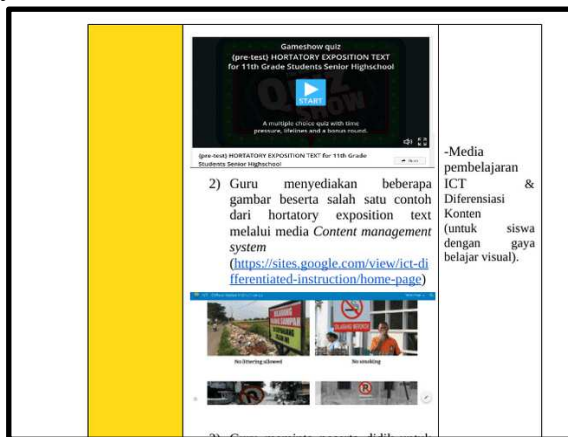 Gameshow quiz
(pre-test) HORTATORY EXPOSITION TEXT
for 11th Grade Students Senior Highschool
START
A multiple choice quiz with time
pressure, lifelines and a bonus round.
(pre-test) HORTATORY EXPOSITION TEXT for 11th Grade
Students Senior Highschool
2) Guru menyediakan beberapa
gambar beserta salah satu contoh
dari hortatory exposition text
melalui media Content management
system
(https://sites.google.com/view/ict-di
fferentiated-instruction/home-page)
No littering allowed
No smoking
-Media
pembelajaran
ICT &
Diferensiasi
Konten
(untuk siswa
dengan gaya
belajar visual).